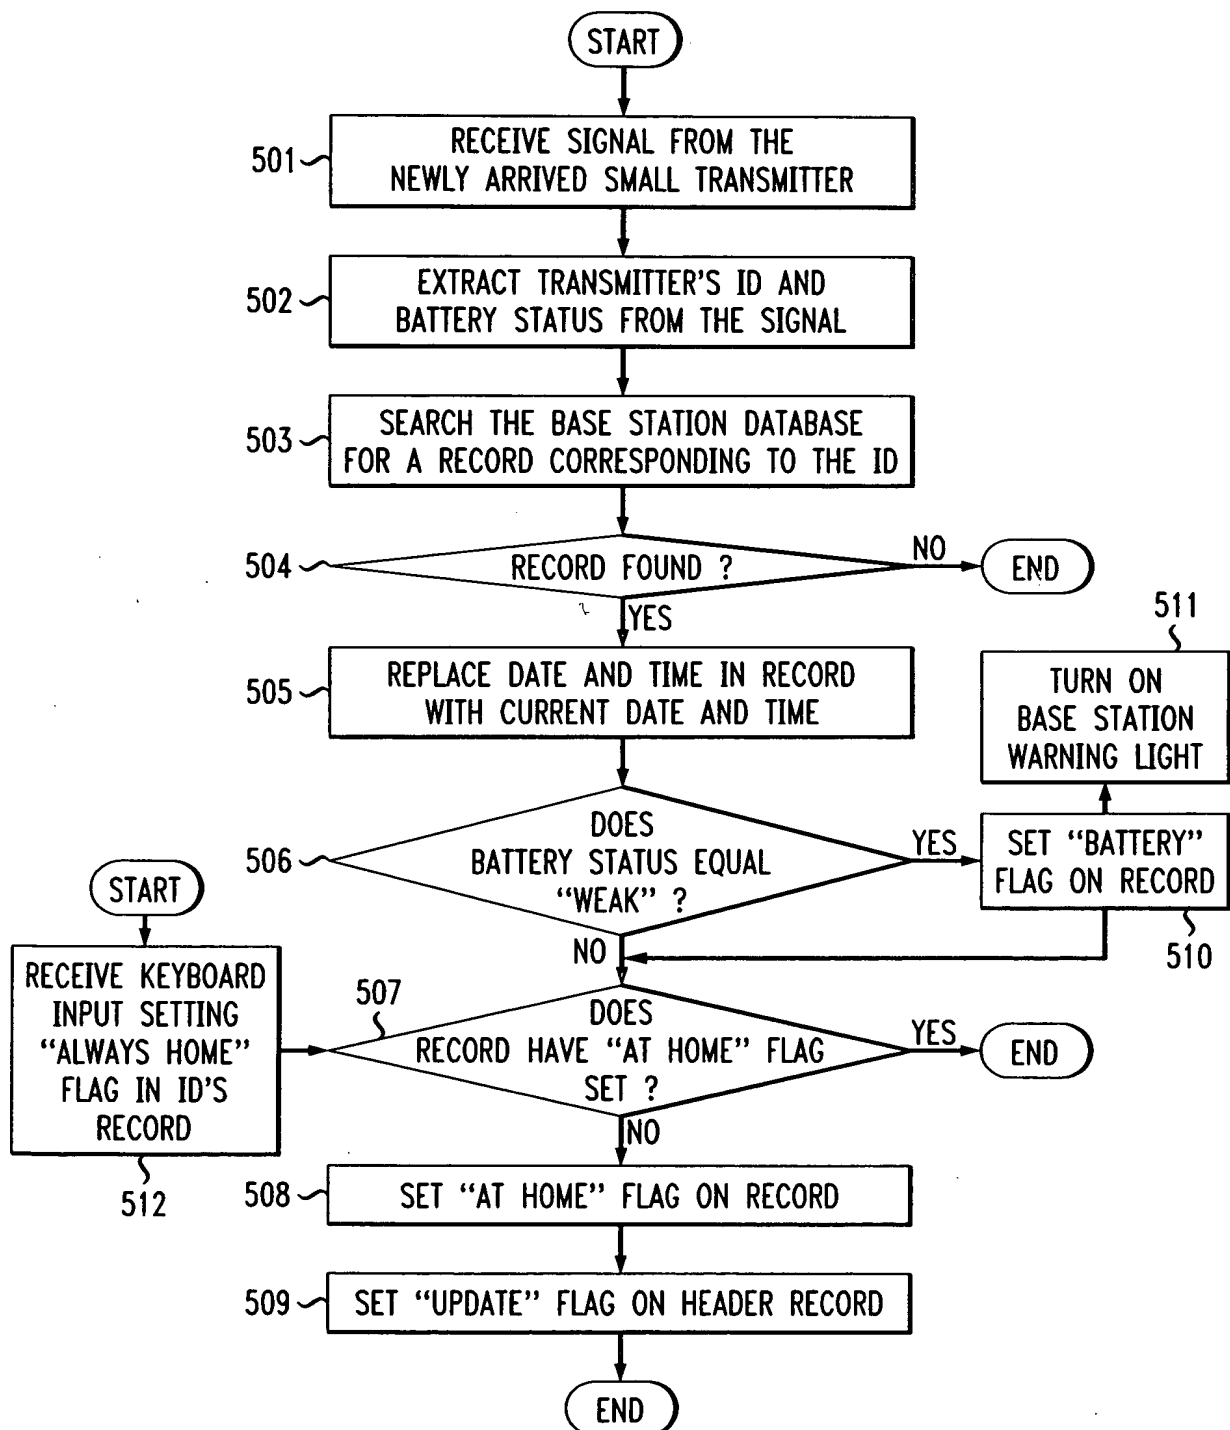 START
501
RECEIVE SIGNAL FROM THE
NEWLY ARRIVED SMALL TRANSMITTER
502
EXTRACT TRANSMITTER'S ID AND
BATTERY STATUS FROM THE SIGNAL
503
SEARCH THE BASE STATION DATABASE
FOR A RECORD CORRESPONDING TO THE ID
504
RECORD FOUND ?
NO
END
YES
505
REPLACE DATE AND TIME IN RECORD
WITH CURRENT DATE AND TIME
511
TURN ON
BASE STATION
WARNING LIGHT
506
DOES
BATTERY STATUS EQUAL
“WEAK” ?
YES
SET “BATTERY”
FLAG ON RECORD
510
NO
START
RECEIVE KEYBOARD
INPUT SETTING
“ALWAYS HOME”
FLAG IN ID'S
RECORD
512
507
DOES
RECORD HAVE “AT HOME” FLAG
SET ?
YES
END
NO
508
SET “AT HOME” FLAG ON RECORD
509
SET “UPDATE” FLAG ON HEADER RECORD
END